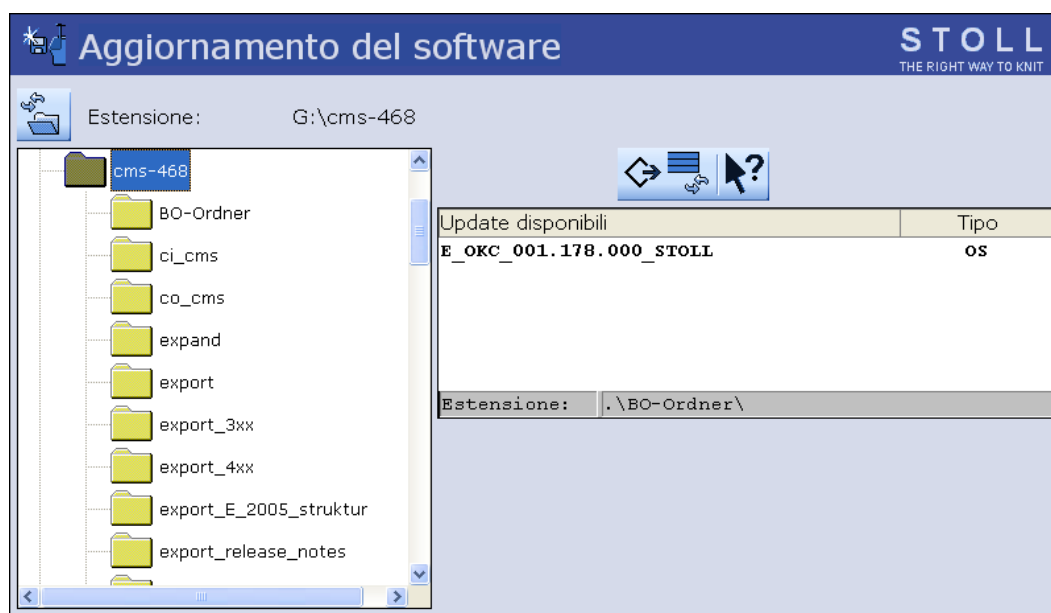 Aggiornamento del software
STOLL
THE RIGHT WAY TO KNIT
Estensione: G:\cms-468
cms-468
BO-Ordner
ci_cms
co_cms
expand
export
export_3xx
export_4xx
export_E_2005_struktur
export_release_notes
?
Update disponibili Tipo
E_OKC_001.178.000_STOLL OS
Estensione: .\BO-Ordner\